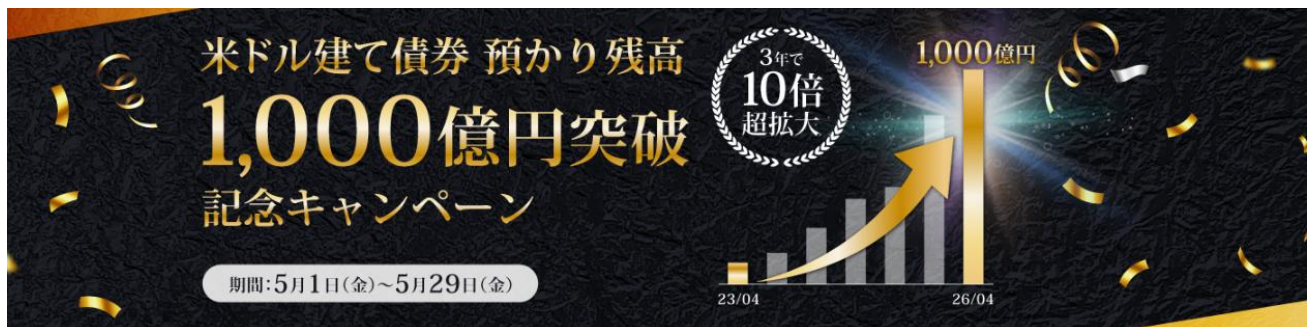 米ドル建て債券 預かり残高
1,000億円突破
記念キャンペーン
期間:5月1日(金)~5月29日(金)
3年で
10倍
超拡大
1,000億円
23/04
26/04